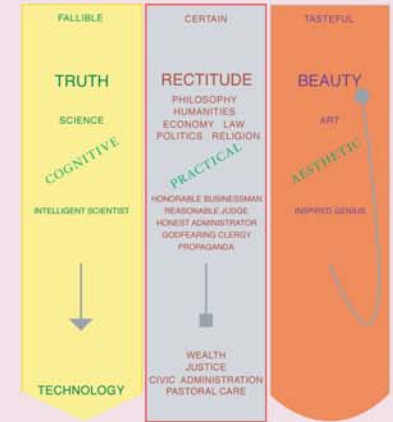 FALLIBLE
TRUTH
SCIENCE
COGNITIVE
INTELLIGENT SCIENTIST
TECHNOLOGY
CERTAIN
RECTITUDE
PHILOSOPHY
HUMANITIES
ECONOMY LAW
POLITICS RELIGION
PRACTICAL
HONORABLE BUSINESSMAN
REASONABLE JUDGE
HONEST ADMINISTRATOR
GODFEARING CLERGY
PROPAGANDA
WEALTH
JUSTICE
CIVIC ADMINISTRATION
PASTORAL CARE
TASTEFUL
BEAUTY
ART
AESTHETIC
INSPIRED GENIUS